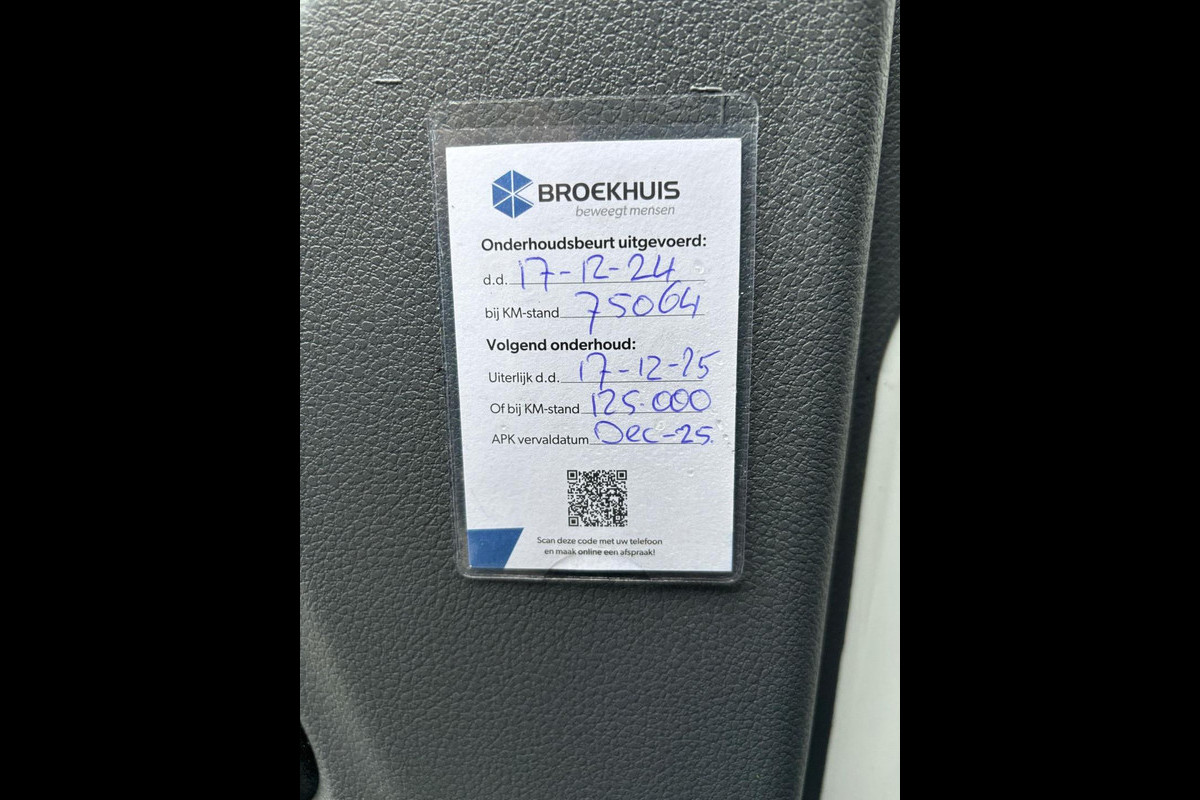 BROEKHUIS
beweegt mensen
Onderhoudsbeurt uitgevoerd:
d.d. 17-12-24
bij KM-stand 75064
Volgend onderhoud:
Uiterlijk d.d. 17-12-25
Of bij KM-stand 125.000
APK vervaldatum Dec-25.
Scan deze code met uw telefoon
en maak online een afspraak!